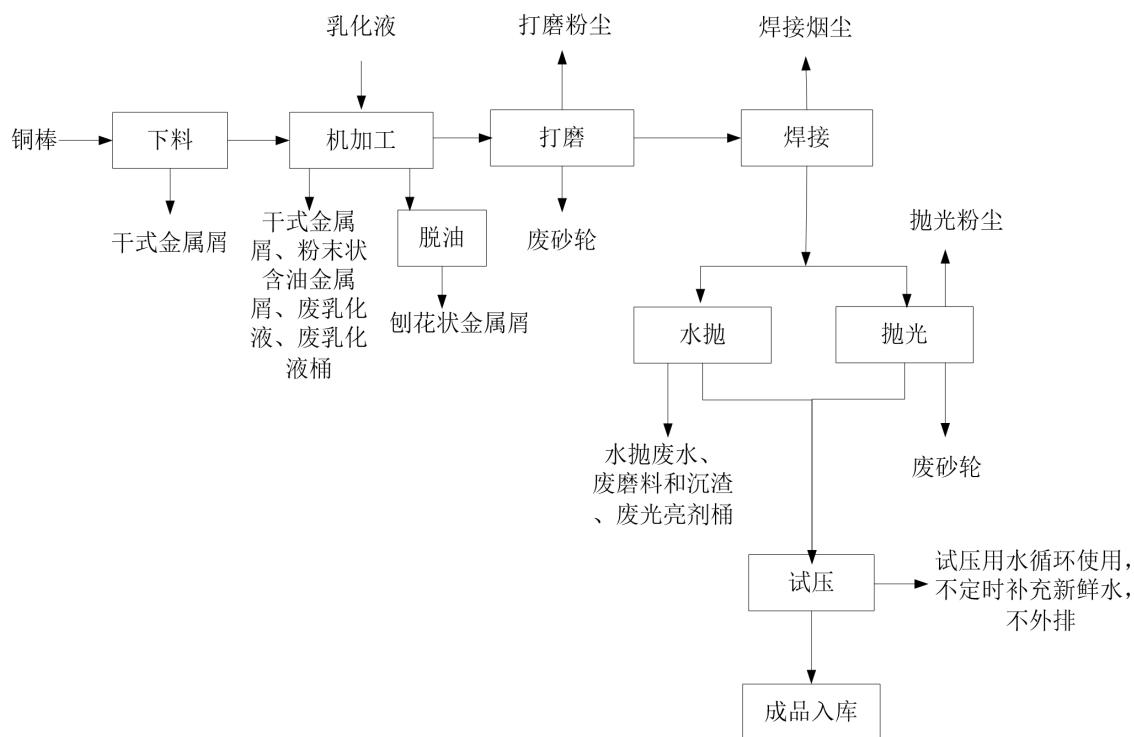 乳化液
打磨粉尘
焊接烟尘
铜棒
下料
机加工
打磨
焊接
干式金属屑
干式金属
屑、粉末状
含油金属
屑、废乳化
液、废乳化
液桶
脱油
刨花状金属屑
废砂轮
抛光粉尘
水抛
抛光
水抛废水、
废磨料和沉渣
、废光亮剂桶
废砂轮
试压
试压用水循环使用，
不定时补充新鲜水，
不外排
成品入库